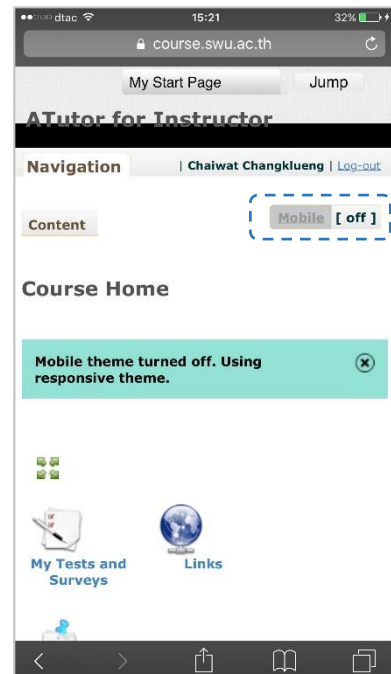 dtac 15:21 32%
course.swu.ac.th
My Start Page Jump
ATutor for Instructor
Navigation | Chaiwat Changklueng | Log-out
Content Mobile [ off ]
Course Home
Mobile theme turned off. Using
responsive theme.
My Tests and
Surveys
Links